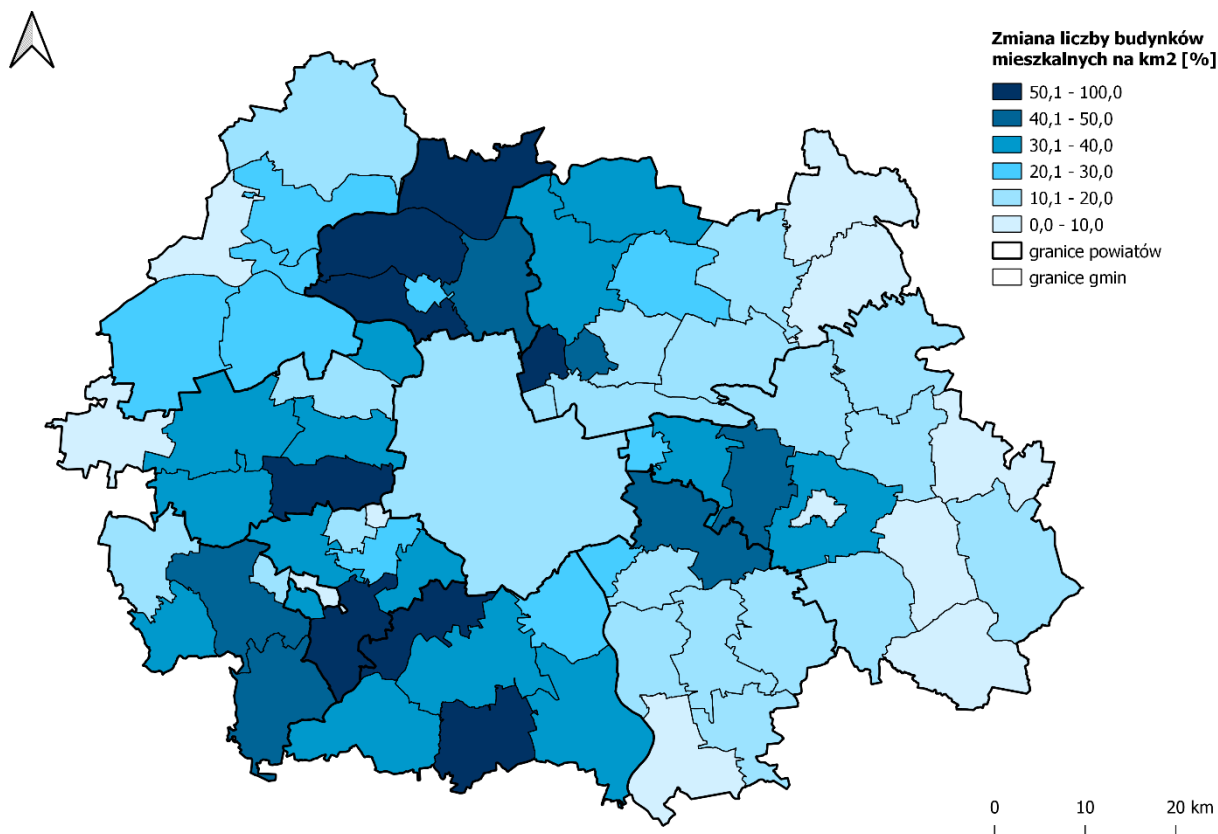 Zmiana liczby budynków
mieszkalnych na km2 [%]
50,1 - 100,0
40,1 - 50,0
30,1 - 40,0
20,1 - 30,0
10,1 - 20,0
0,0 - 10,0
granice powiatów
granice gmin
0 10 20 km